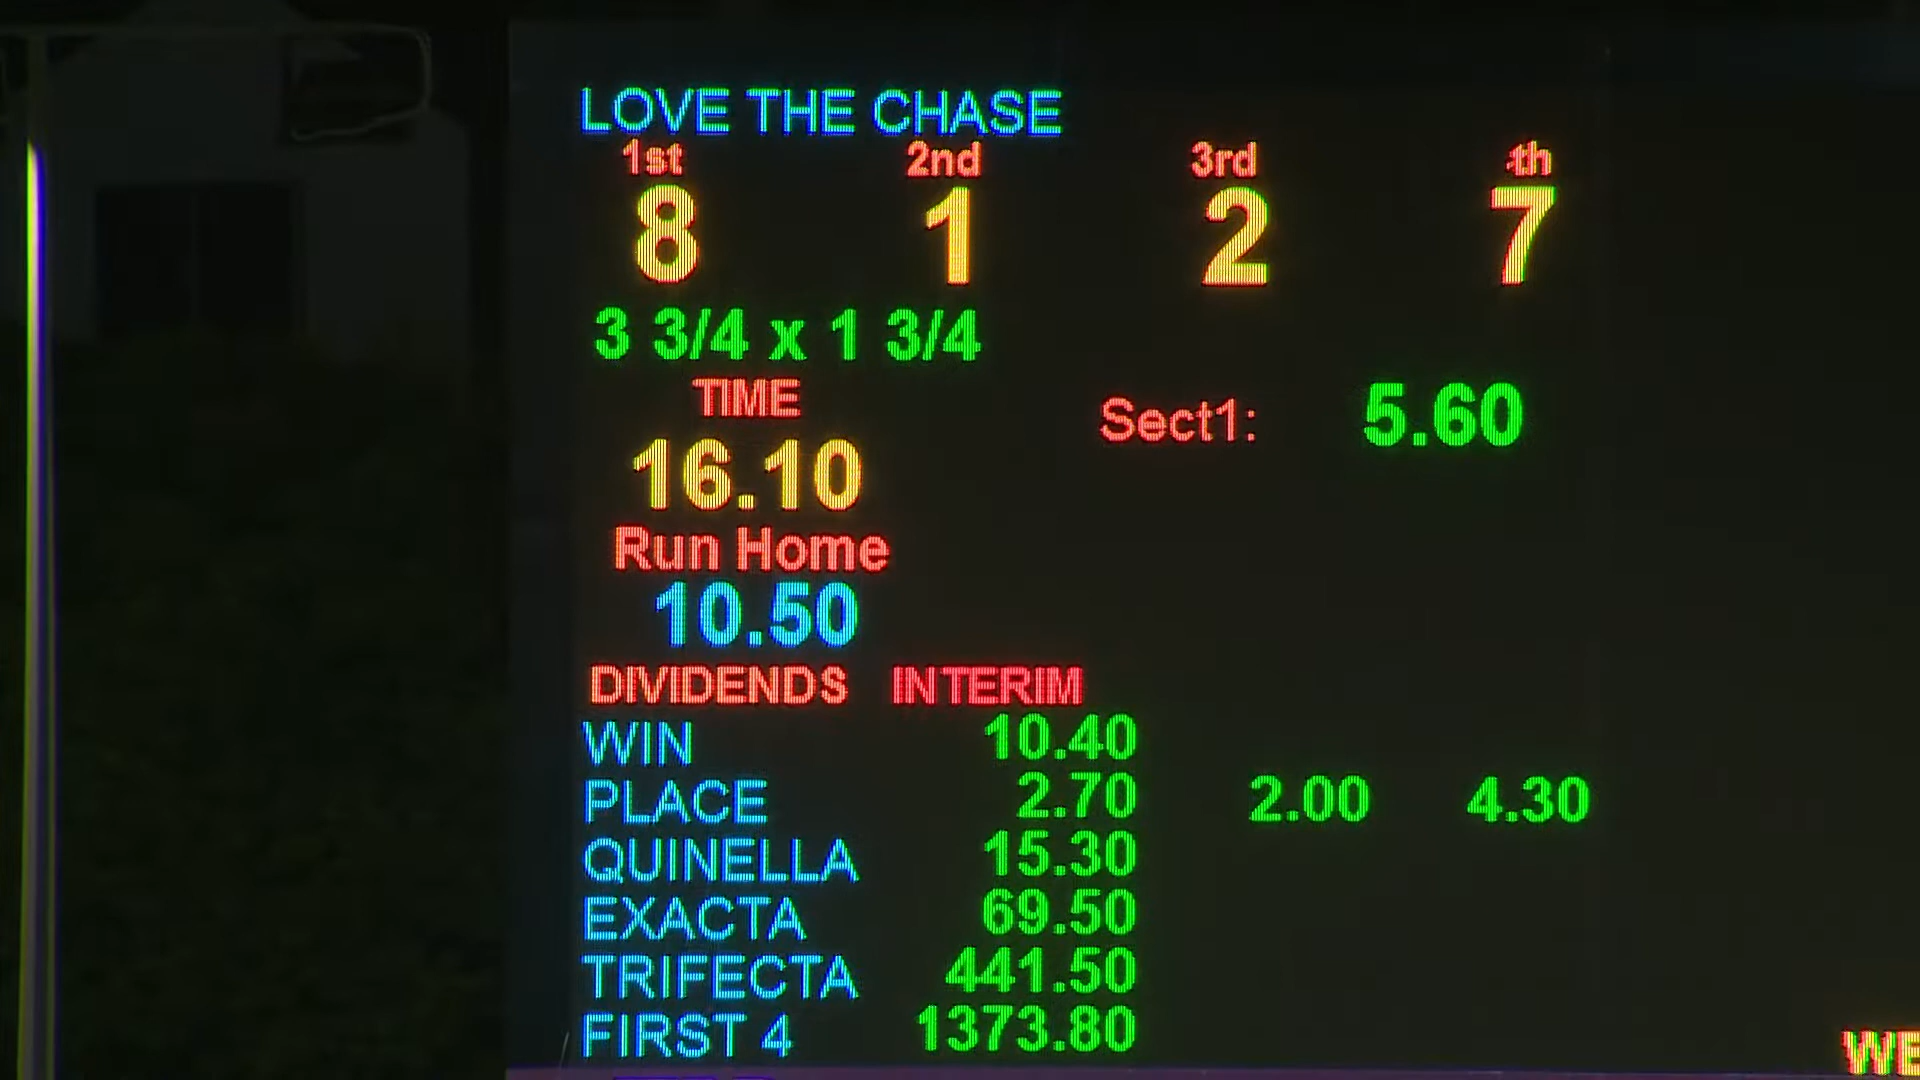 LOVE THE CHASE
1st 2nd 3rd th
8 1 2 7
3 3/4 x 1 3/4
TIME
Sect1: 5.60
16.10
Run Home
10.50
DIVIDENDS INTERIM
WIN 10.40
PLACE 2.70 2.00 4.30
QUINELLA 15.30
EXACTA 69.50
TRIFECTA 441.50
FIRST 4 1373.80
WE